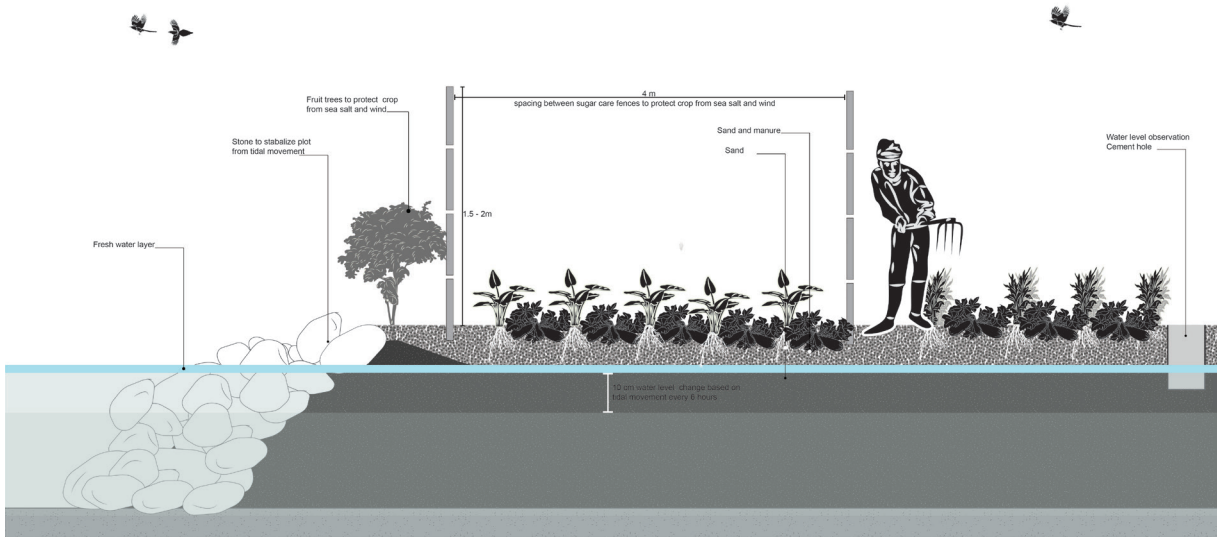 4 m
spacing between sugar care fences to protect crop from sea salt and wind
Fruit trees to protect crop
from sea salt and wind
Sand and manure
Water level observation
Cement hole
Stone to stabalize plot
from tidal movement
Sand
1.5 - 2m
Fresh water layer
10 cm water level change based on
tidal movement every 6 hours